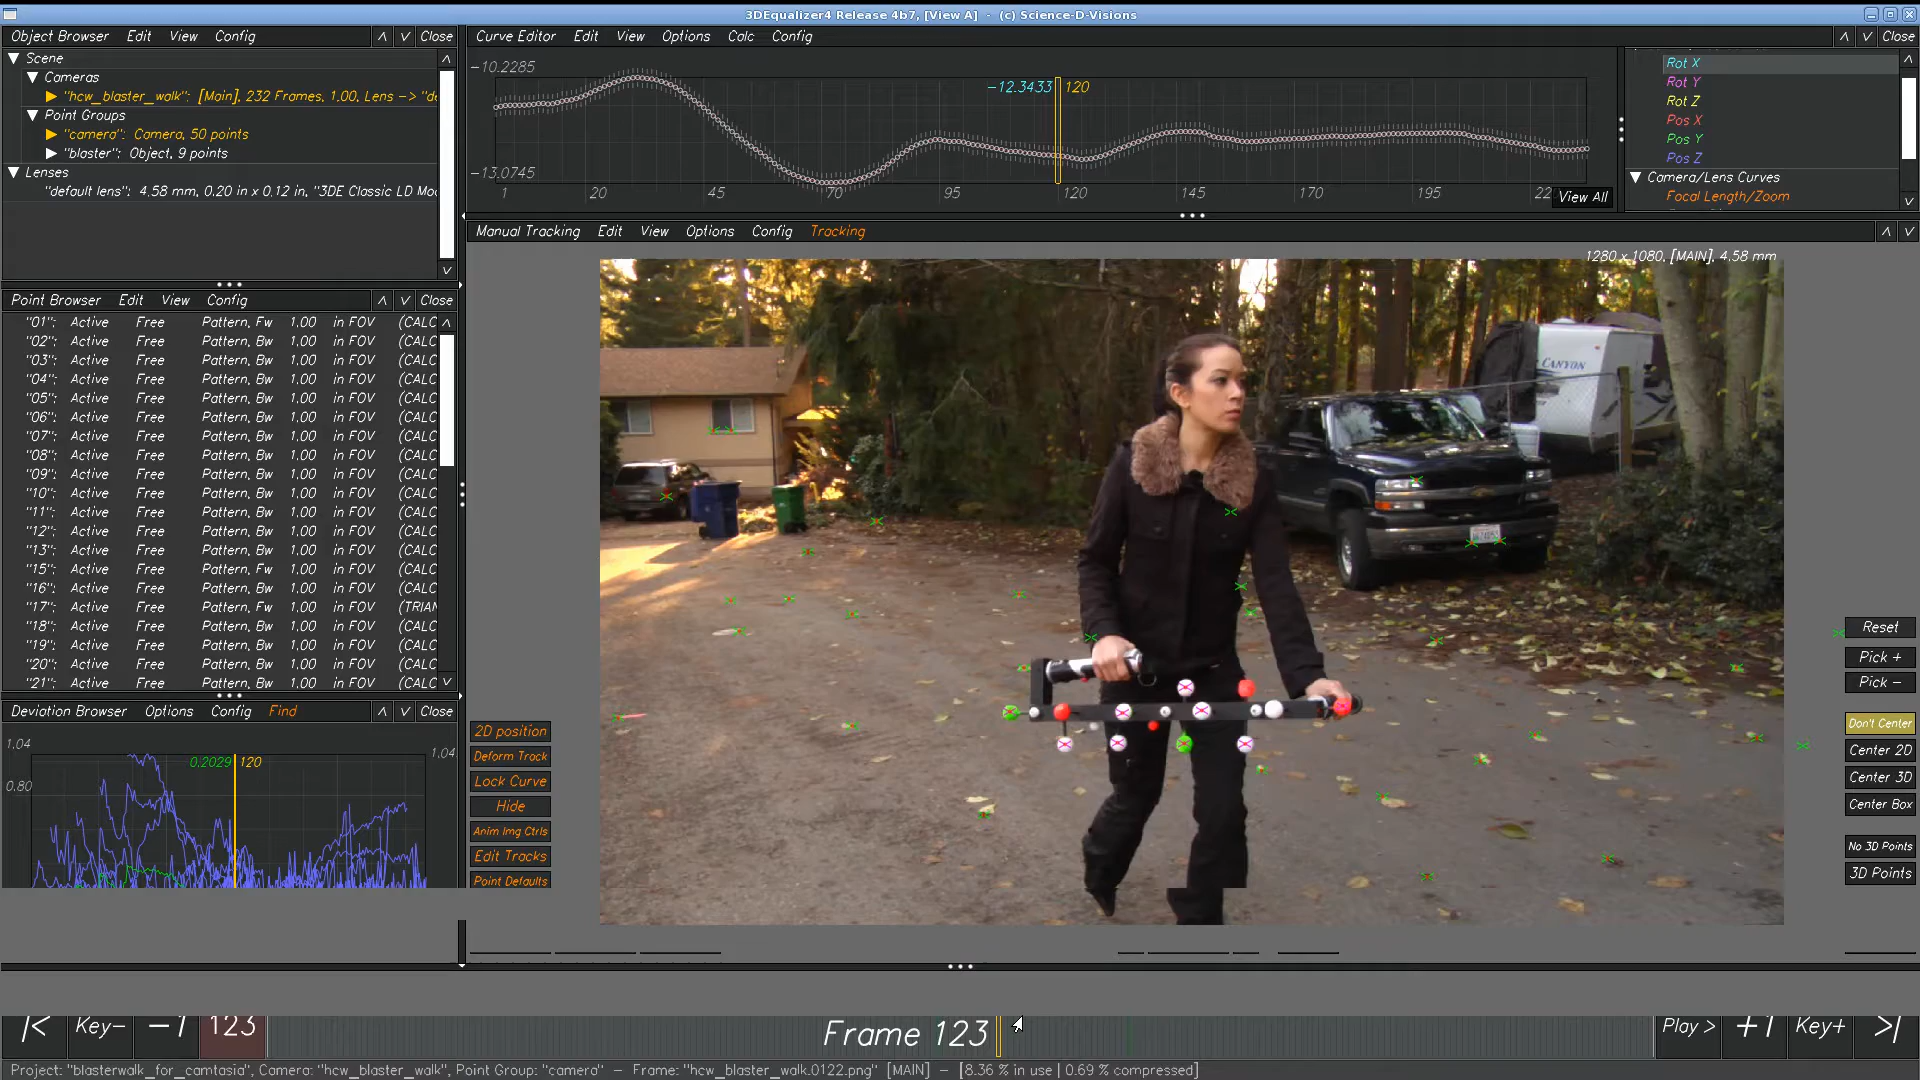 3DEqualizer4 Release 4b7, [View A]  -  (c) Science-D-Visions
Object Browser Edit View Config Λ V Close
Scene
Cameras
"hcw_blaster_walk": [Main], 232 Frames, 1.00, Lens -> "de
Point Groups
"camera": Camera, 50 points
"blaster": Object, 9 points
Lenses
"default lens": 4.58 mm, 0.20 in x 0.12 in, "3DE Classic LD Mo
Curve Editor Edit View Options Calc Config Λ V Close
-10.2285
-12.3433 120
-13.0745
1 20 45 70 95 120 145 170 195 22
View All
Rot X
Rot Y
Rot Z
Pos X
Pos Y
Pos Z
Camera/Lens Curves
Focal Length/Zoom
Manual Tracking Edit View Options Config Tracking Λ V
1280 x 1080, [MAIN], 4.58 mm
Point Browser Edit View Config Λ V Close
"01": Active Free Pattern, Fw 1.00 in FOV (CALC
"02": Active Free Pattern, Bw 1.00 in FOV (CALC
"03": Active Free Pattern, Bw 1.00 in FOV (CALC
"04": Active Free Pattern, Bw 1.00 in FOV (CALC
"05": Active Free Pattern, Bw 1.00 in FOV (CALC
"06": Active Free Pattern, Bw 1.00 in FOV (CALC
"07": Active Free Pattern, Bw 1.00 in FOV (CALC
"08": Active Free Pattern, Bw 1.00 in FOV (CALC
"09": Active Free Pattern, Bw 1.00 in FOV (CALC
"10": Active Free Pattern, Bw 1.00 in FOV (CALC
"11": Active Free Pattern, Bw 1.00 in FOV (CALC
"12": Active Free Pattern, Bw 1.00 in FOV (CALC
"13": Active Free Pattern, Bw 1.00 in FOV (CALC
"15": Active Free Pattern, Fw 1.00 in FOV (CALC
"16": Active Free Pattern, Bw 1.00 in FOV (CALC
"17": Active Free Pattern, Fw 1.00 in FOV (TRIAN
"18": Active Free Pattern, Bw 1.00 in FOV (CALC
"19": Active Free Pattern, Bw 1.00 in FOV (CALC
"20": Active Free Pattern, Bw 1.00 in FOV (CALC
"21": Active Free Pattern, Bw 1.00 in FOV (CALC
CANYON
Reset
Pick +
Pick -
Don't Center
Center 2D
Center 3D
Center Box
No 3D Points
3D Points
Deviation Browser Options Config Find Λ V Close
1.04 1.04
0.2029 120
0.80
2D position
Deform Track
Lock Curve
Hide
Anim Img Ctrls
Edit Tracks
Point Defaults
|< Key- -1 123 Frame 123 Play > +1 Key+ >|
Project: "blasterwalk_for_camtasia", Camera: "hcw_blaster_walk", Point Group: "camera"  -  Frame: "hcw_blaster_walk.0122.png"  [MAIN]  -  [8.36 % in use | 0.69 % compressed]